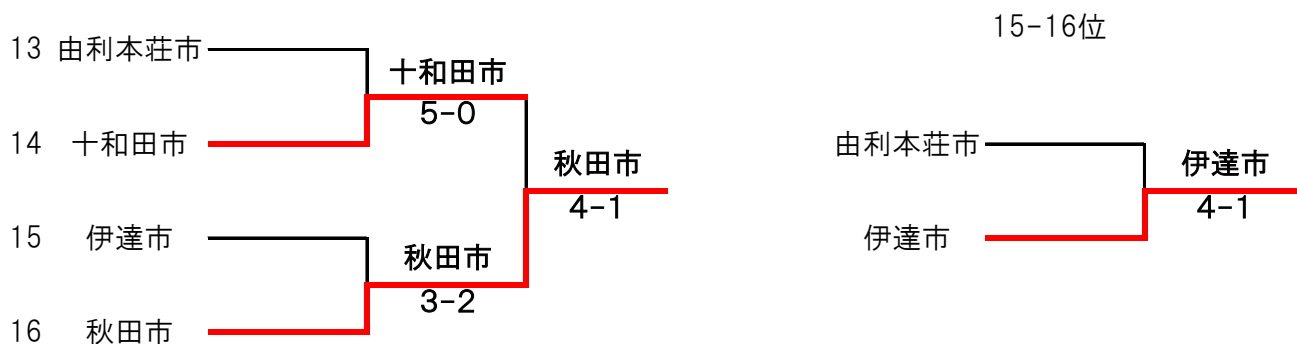 15-16位
13 由利本荘市
十和田市
5-0
14 十和田市
秋田市
4-1
15 伊達市
秋田市
3-2
16 秋田市
由利本荘市
伊達市
4-1
伊達市